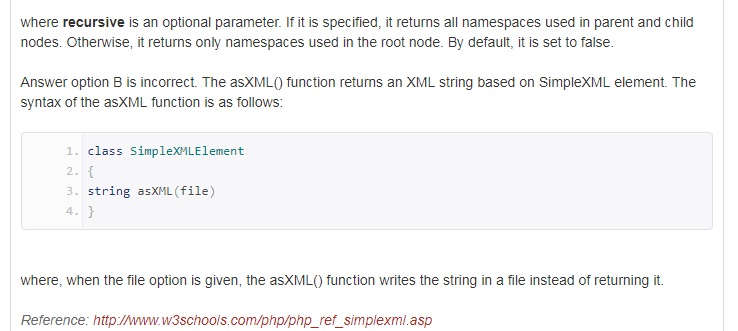 where recursive is an optional parameter. If it is specified, it returns all namespaces used in parent and child
nodes. Otherwise, it returns only namespaces used in the root node. By default, it is set to false.
Answer option B is incorrect. The asXML() function returns an XML string based on SimpleXML element. The
syntax of the asXML function is as follows:
1. class SimpleXMLElement
2. {
3. string asXML(file)
4. }
where, when the file option is given, the asXML() function writes the string in a file instead of returning it.
Reference: http://www.w3schools.com/php/php_ref_simplexml.asp